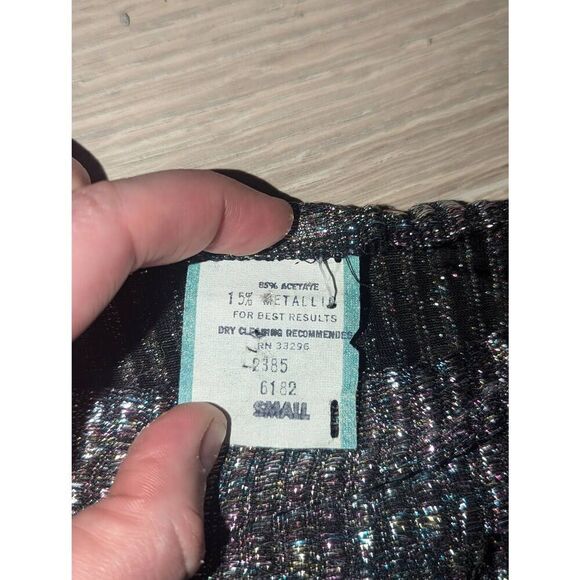 85% ACETATE
15% METALLIC
FOR BEST RESULTS
DRY CLEANING RECOMMENDED
RN 33296
2385
6182
SMALL